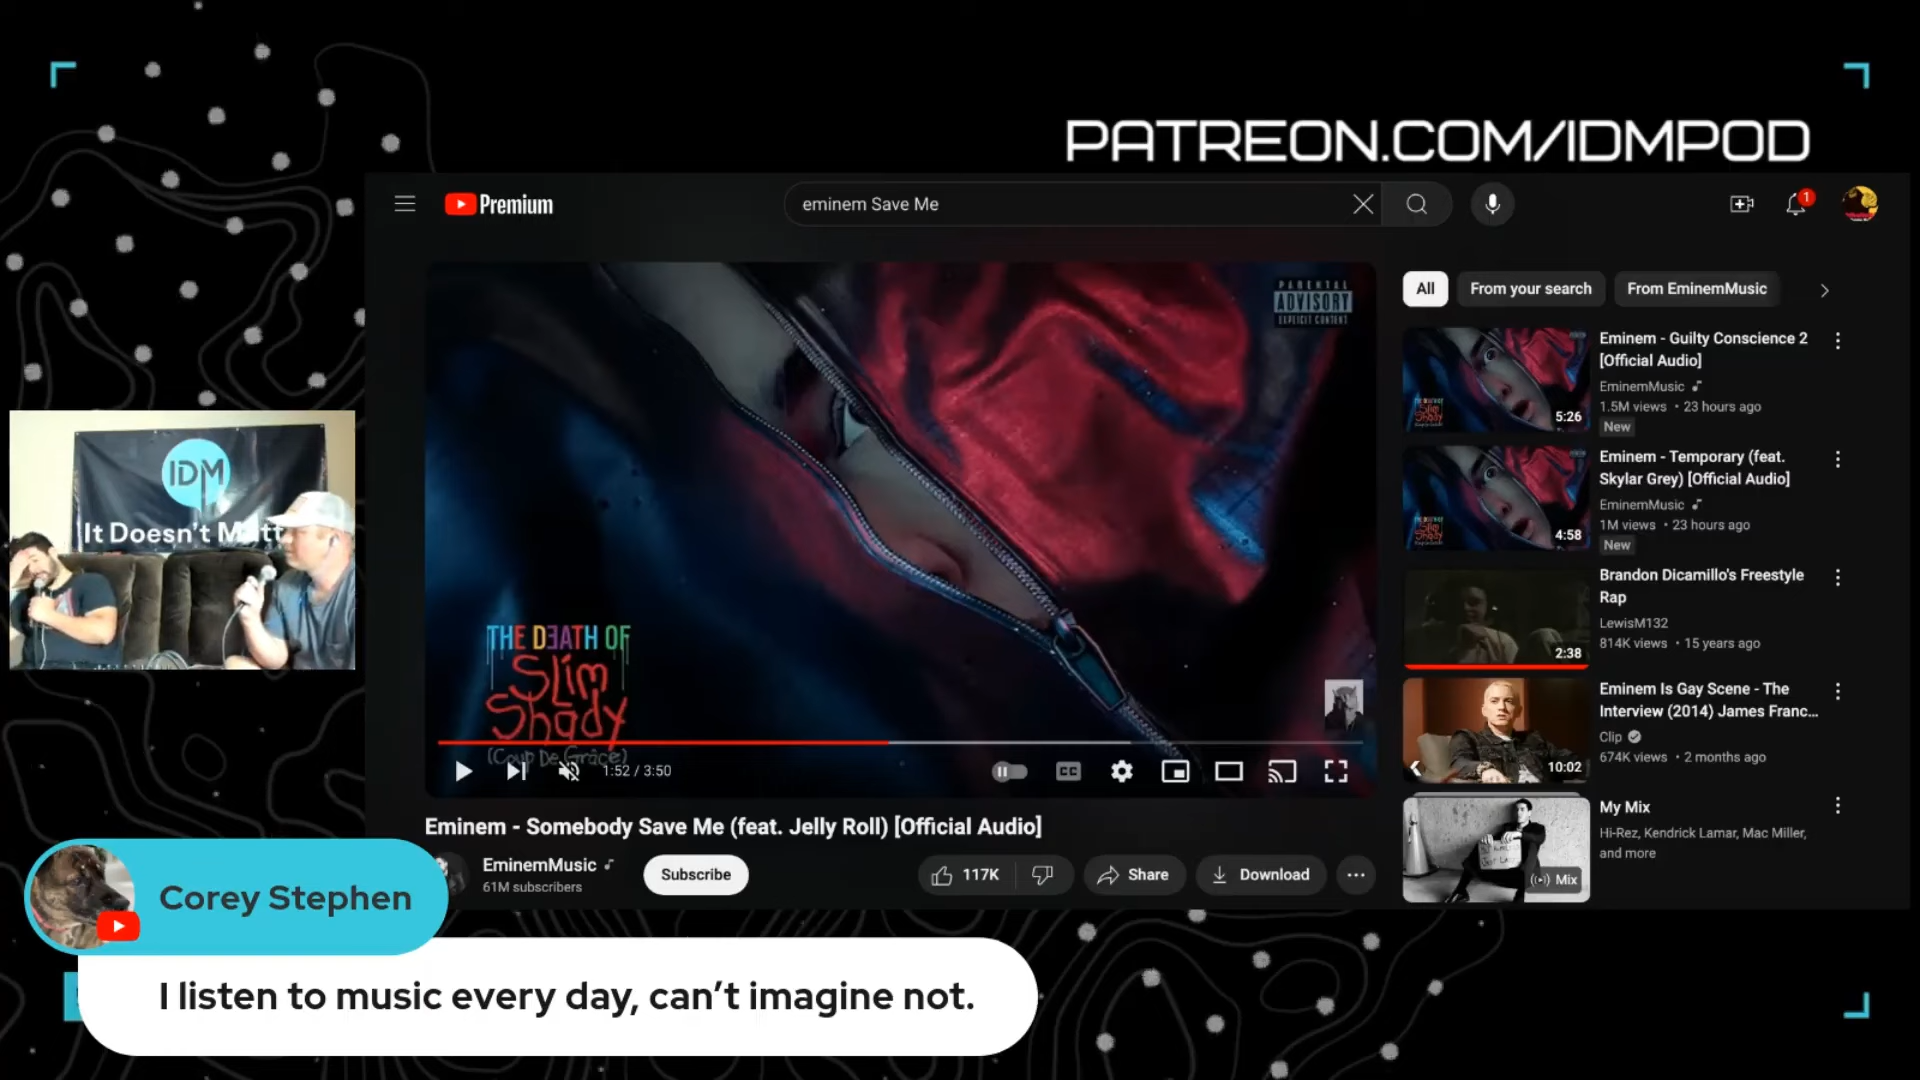 PATREON.COM/IDMPOD
Premium
eminem Save Me
1
PARENTAL
ADVISORY
EXPLICIT CONTENT
THE DEATH OF
Slim
Shady
(Coup De Grâce)
1:52 / 3:50
CC
Eminem - Somebody Save Me (feat. Jelly Roll) [Official Audio]
EminemMusic
61M subscribers
Subscribe
117K
Share
Download
All
From your search
From EminemMusic
Eminem - Guilty Conscience 2
[Official Audio]
EminemMusic
1.5M views • 23 hours ago
New
5:26
Eminem - Temporary (feat.
Skylar Grey) [Official Audio]
EminemMusic
1M views • 23 hours ago
New
4:58
Brandon Dicamillo's Freestyle
Rap
LewisM132
814K views • 15 years ago
2:38
Eminem Is Gay Scene - The
Interview (2014) James Franc...
Clip
674K views • 2 months ago
10:02
My Mix
Hi-Rez, Kendrick Lamar, Mac Miller,
and more
Mix
IDM
It Doesn't Matt
Corey Stephen
I listen to music every day, can't imagine not.